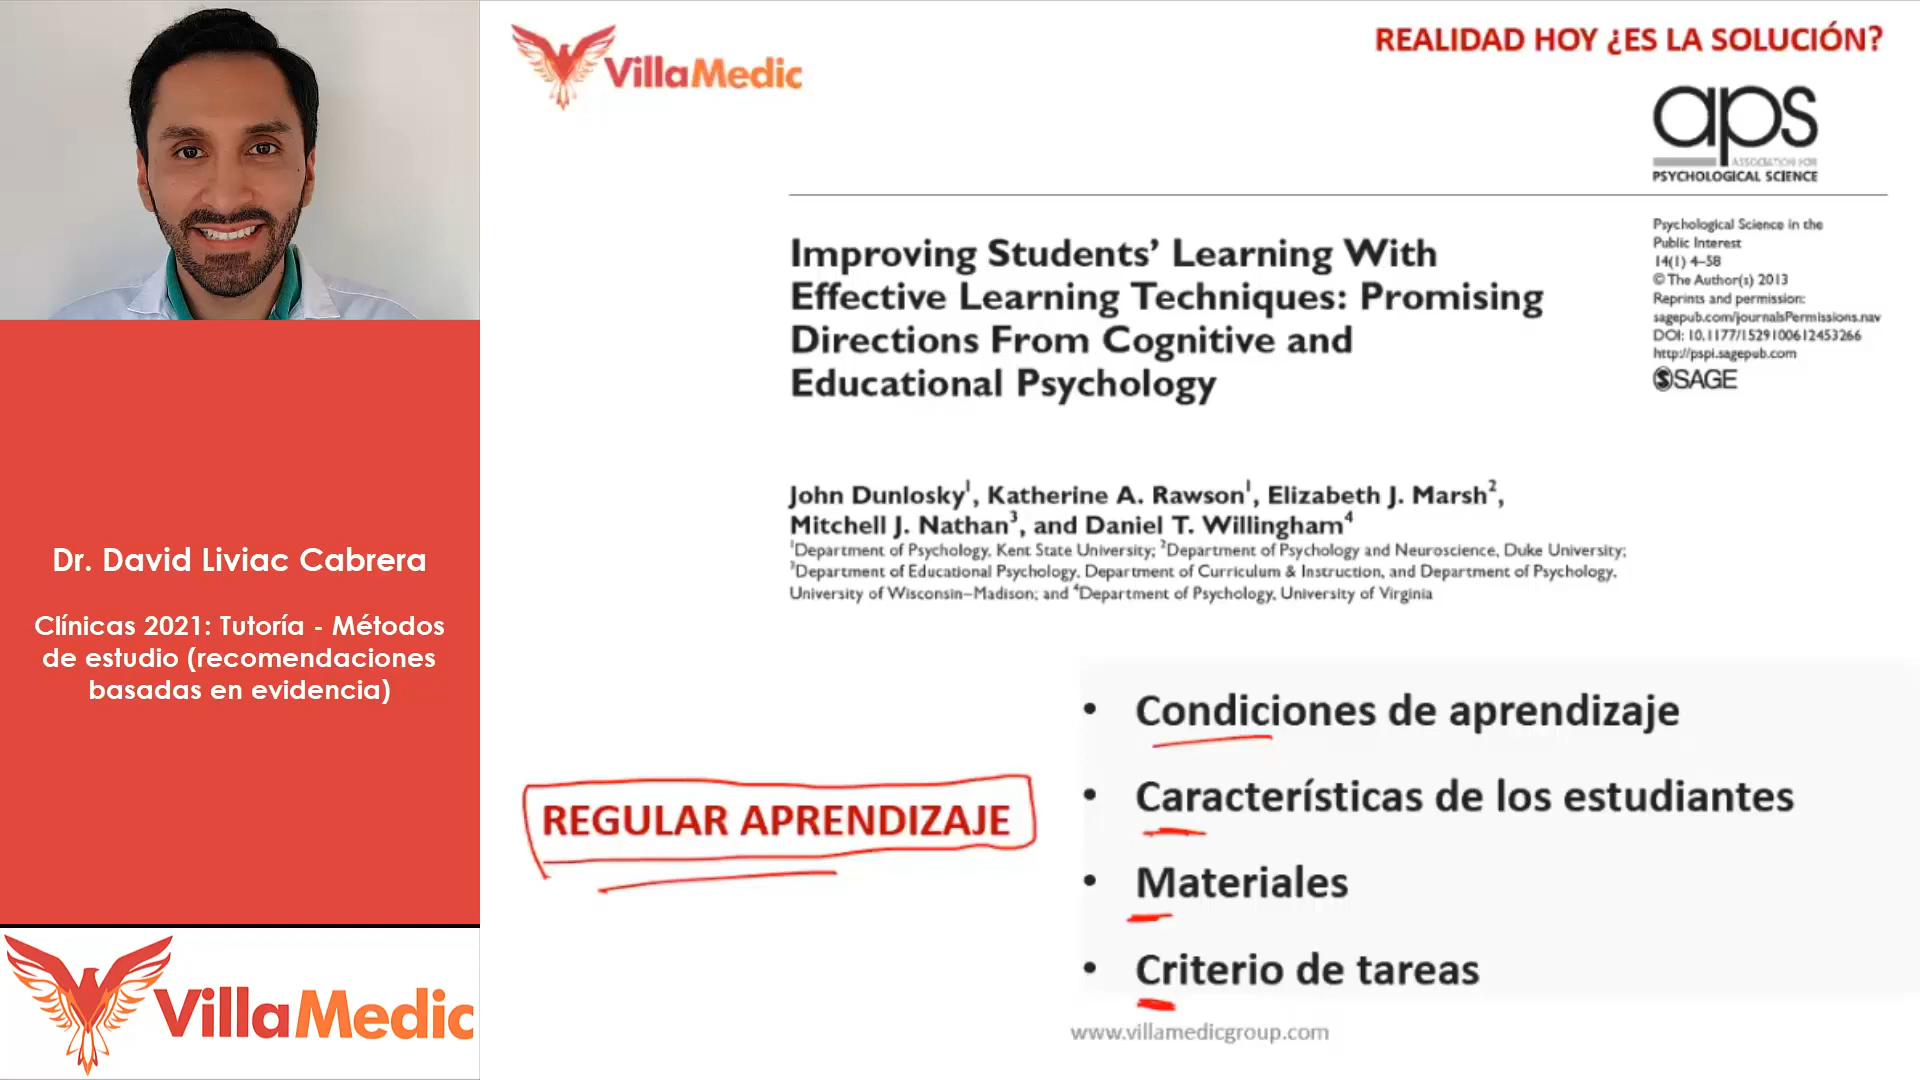 Dr. David Liviac Cabrera
Clínicas 2021: Tutoría - Métodos
de estudio (recomendaciones
basadas en evidencia)
VillaMedic
VillaMedic
REALIDAD HOY ¿ES LA SOLUCIÓN?
aps
ASSOCIATION FOR
PSYCHOLOGICAL SCIENCE
Improving Students' Learning With
Effective Learning Techniques: Promising
Directions From Cognitive and
Educational Psychology
Psychological Science in the
Public Interest
14(1) 4–58
© The Author(s) 2013
Reprints and permission:
sagepub.com/journalsPermissions.nav
DOI: 10.1177/1529100612453266
http://pspi.sagepub.com
SAGE
John Dunlosky1, Katherine A. Rawson1, Elizabeth J. Marsh2,
Mitchell J. Nathan3, and Daniel T. Willingham4
1Department of Psychology, Kent State University; 2Department of Psychology and Neuroscience, Duke University;
3Department of Educational Psychology, Department of Curriculum & Instruction, and Department of Psychology,
University of Wisconsin–Madison; and 4Department of Psychology, University of Virginia
REGULAR APRENDIZAJE
• Condiciones de aprendizaje
• Características de los estudiantes
• Materiales
• Criterio de tareas
www.villamedicgroup.com